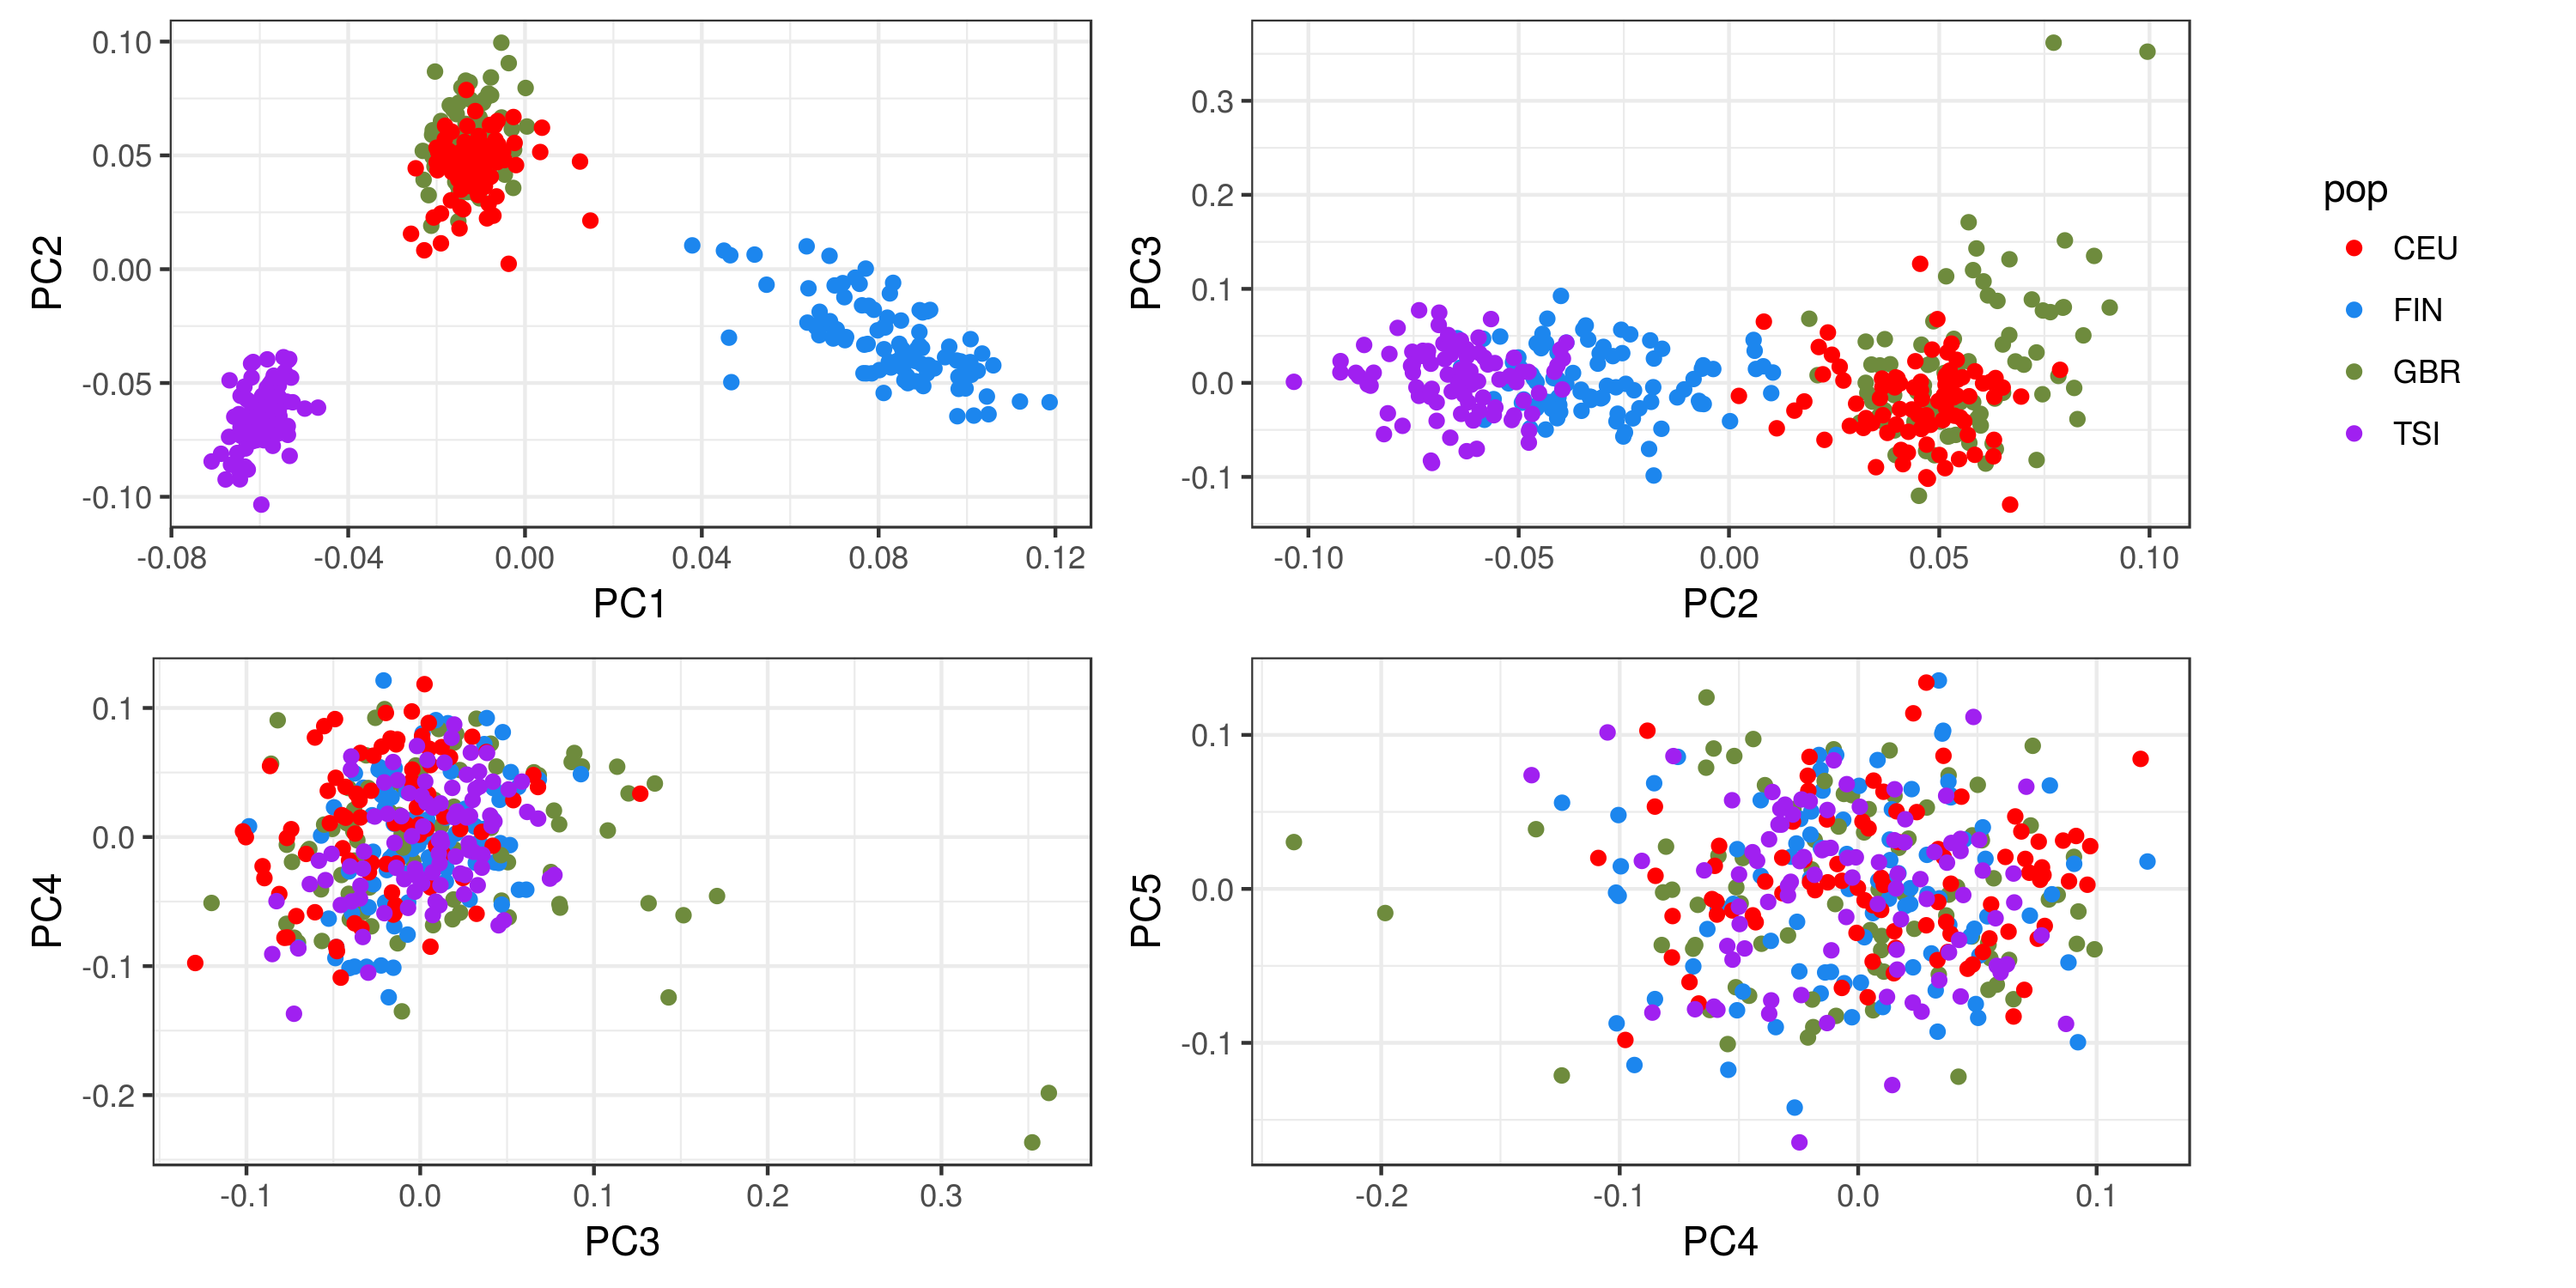 0.10
0.05
0.00
-0.05
-0.10
PC2
-0.08 -0.04 0.00 0.04 0.08 0.12
PC1
0.3
0.2
0.1
0.0
-0.1
PC3
-0.10 -0.05 0.00 0.05 0.10
PC2
pop
CEU
FIN
GBR
TSI
0.1
0.0
-0.1
-0.2
PC4
-0.1 0.0 0.1 0.2 0.3
PC3
0.1
0.0
-0.1
PC5
-0.2 -0.1 0.0 0.1
PC4